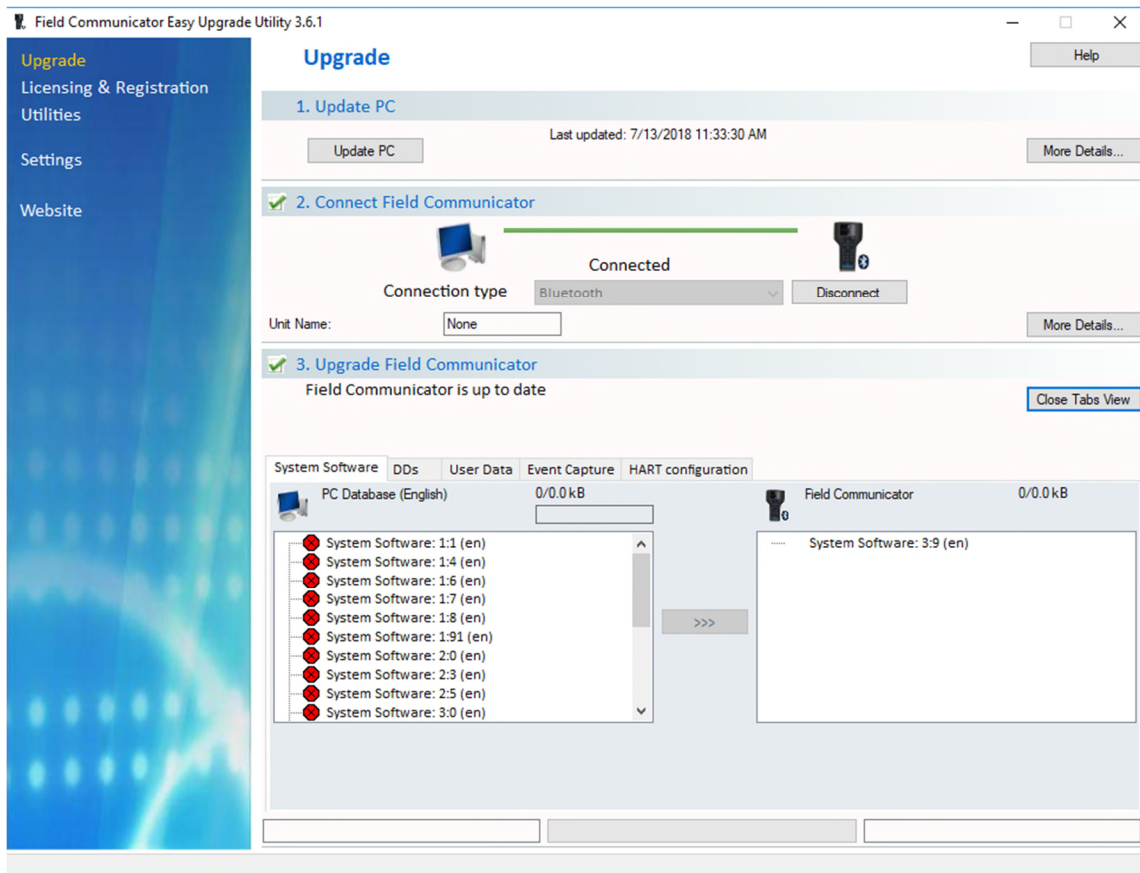 Field Communicator Easy Upgrade Utility 3.6.1
Upgrade
Licensing & Registration
Utilities
Settings
Website
Upgrade
Help
1. Update PC
Update PC
Last updated: 7/13/2018 11:33:30 AM
More Details...
2. Connect Field Communicator
Connected
Connection type
Bluetooth
Disconnect
Unit Name:
None
More Details...
3. Upgrade Field Communicator
Field Communicator is up to date
Close Tabs View
System Software
DDs
User Data
Event Capture
HART configuration
PC Database (English)
0/0.0 kB
Field Communicator
0/0.0 kB
System Software: 1:1 (en)
System Software: 1:4 (en)
System Software: 1:6 (en)
System Software: 1:7 (en)
System Software: 1:8 (en)
System Software: 1:91 (en)
System Software: 2:0 (en)
System Software: 2:3 (en)
System Software: 2:5 (en)
System Software: 3:0 (en)
>>>
System Software: 3:9 (en)